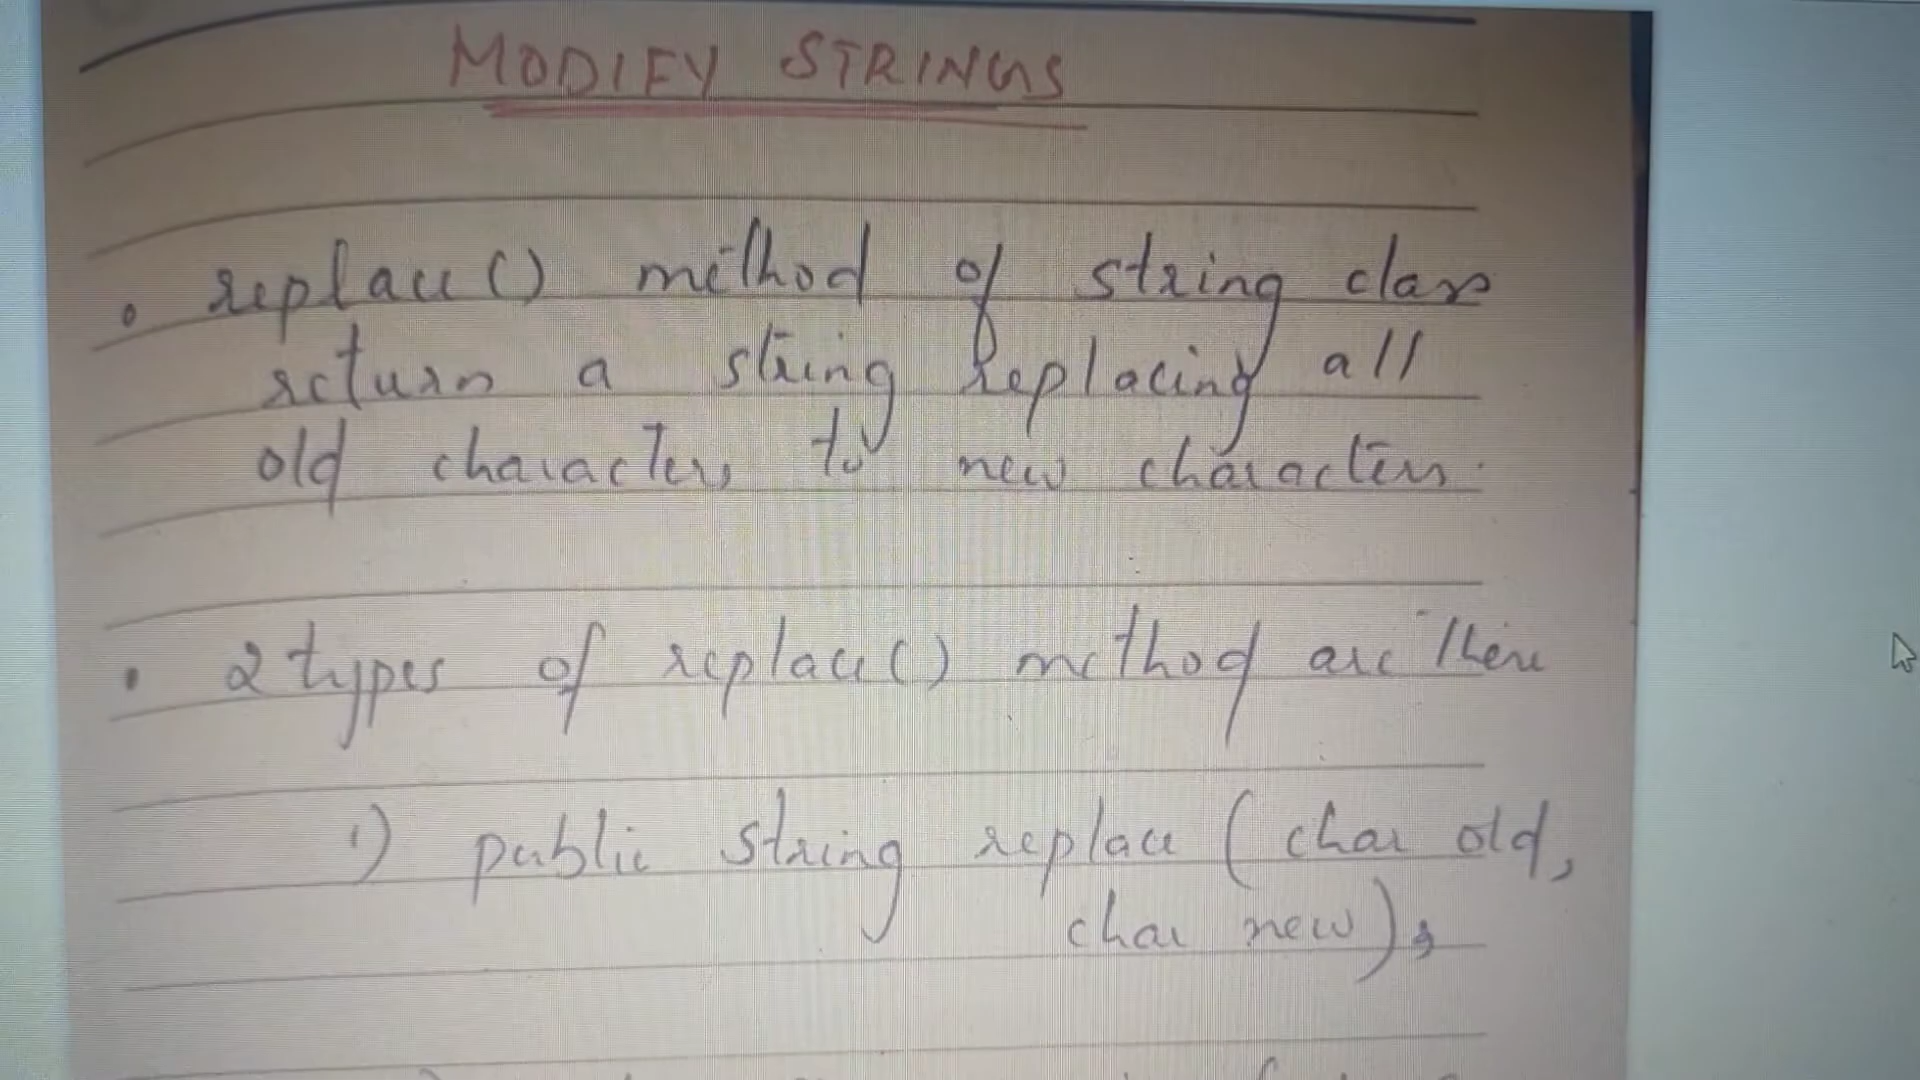 MODIFY STRINGS
• replace() method of string class
return a string replacing all
old characters to new characters.
• 2 types of replace() method are there
1) public string replace (char old,
char new);